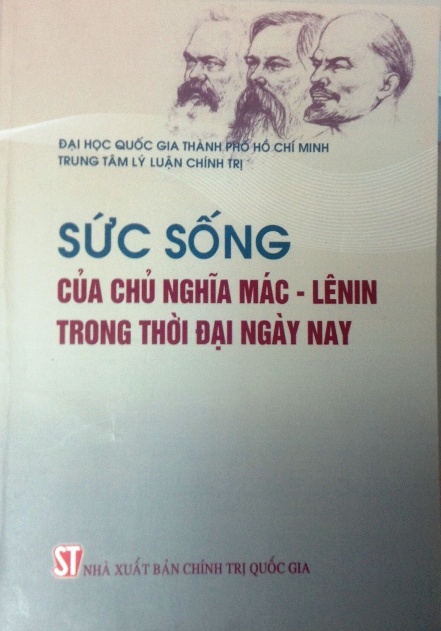 ĐẠI HỌC QUỐC GIA THÀNH PHỐ HỒ CHÍ MINH
TRUNG TÂM LÝ LUẬN CHÍNH TRỊ
SỨC SỐNG
CỦA CHỦ NGHĨA MÁC - LÊNIN
TRONG THỜI ĐẠI NGÀY NAY
ST NHÀ XUẤT BẢN CHÍNH TRỊ QUỐC GIA